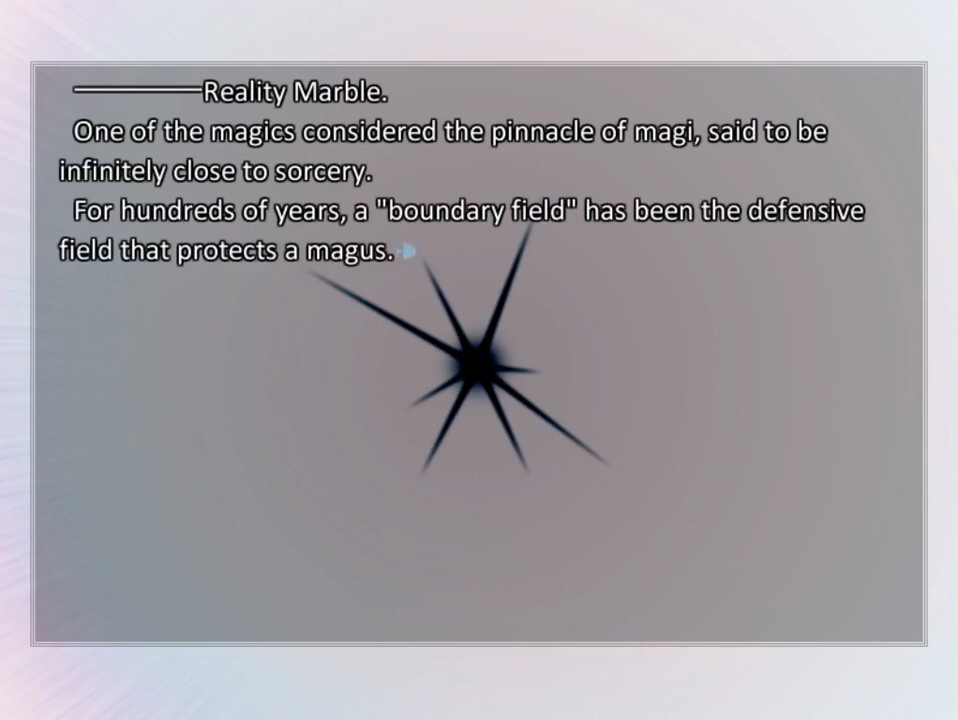 ————Reality Marble.
One of the magics considered the pinnacle of magi, said to be
infinitely close to sorcery.
For hundreds of years, a "boundary field" has been the defensive
field that protects a magus.